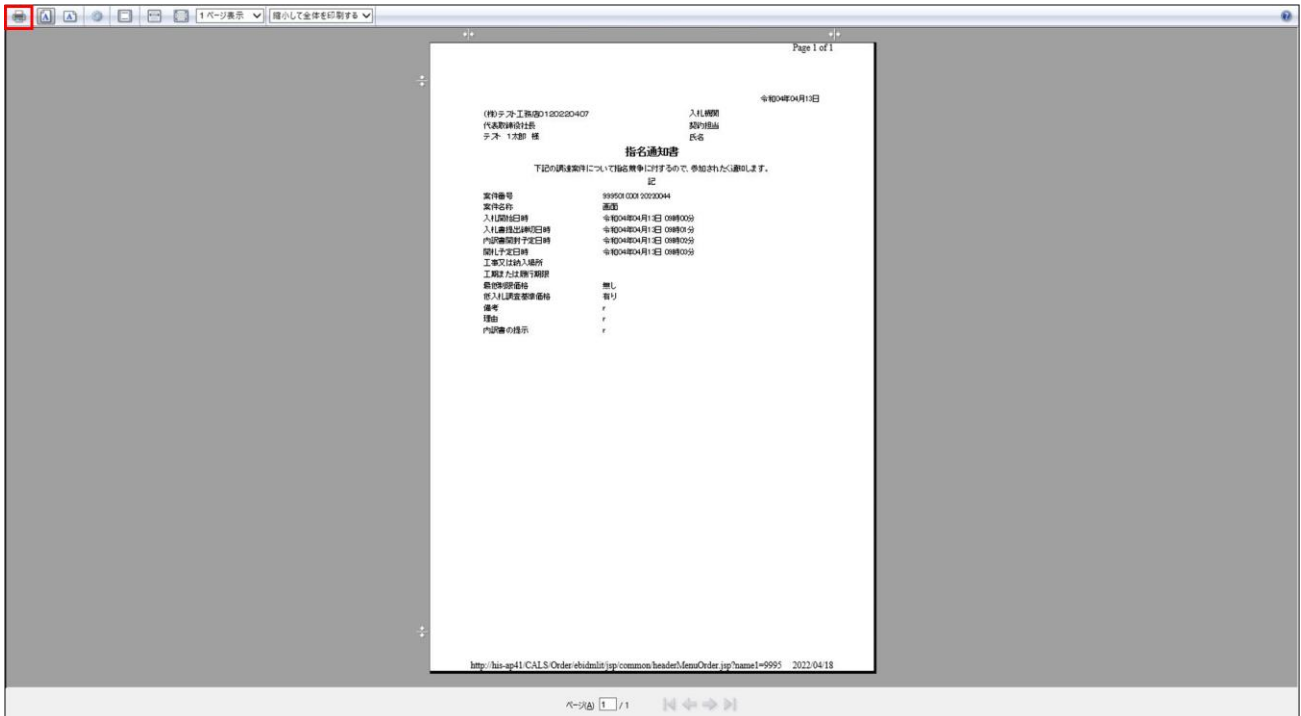 1 ページ表示 縮小して全体を印刷する
Page 1 of 1
令和04年04月13日
(株)テスト工務店0120220407 入札機関
代表取締役社長 契約担当
テスト 1太郎 様 氏名
指名通知書
下記の調達案件について指名競争に付するので、参加されたく通知します。
記
案件番号 9995010300120220044
案件名称 画面
入札開始日時 令和04年04月13日 09時00分
入札書提出締切日時 令和04年04月13日 09時01分
内訳書開封予定日時 令和04年04月13日 09時02分
開札予定日時 令和04年04月13日 09時03分
工事又は納入場所
工期または履行期限
最低制限価格 無し
低入札調査基準価格 有り
備考 r
理由 r
内訳書の提示 r
http://his-ap41/CALS/Order/ebidmlit/jsp/common/headerMenuOrder.jsp?name1=9995 2022/04/18
ページ(A) 1 / 1